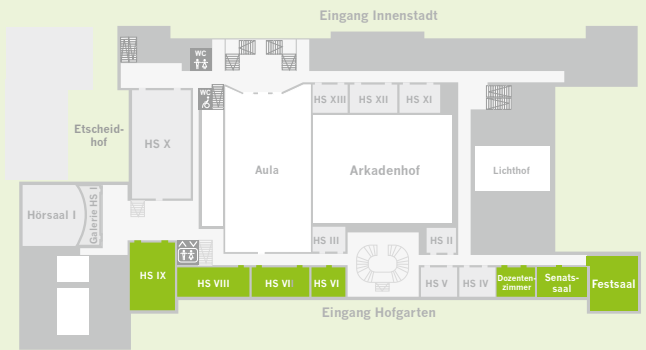 Eingang Innenstadt
WC
WC
HS XIII
HS XII
HS XI
Etscheid-
hof
HS X
Aula
Arkadenhof
Lichthof
Hörsaal I
Galerie HS I
HS III
HS II
HS IX
HS VIII
HS VI
HS VI
HS V
HS IV
Dozenten-
zimmer
Senats-
saal
Festsaal
Eingang Hofgarten